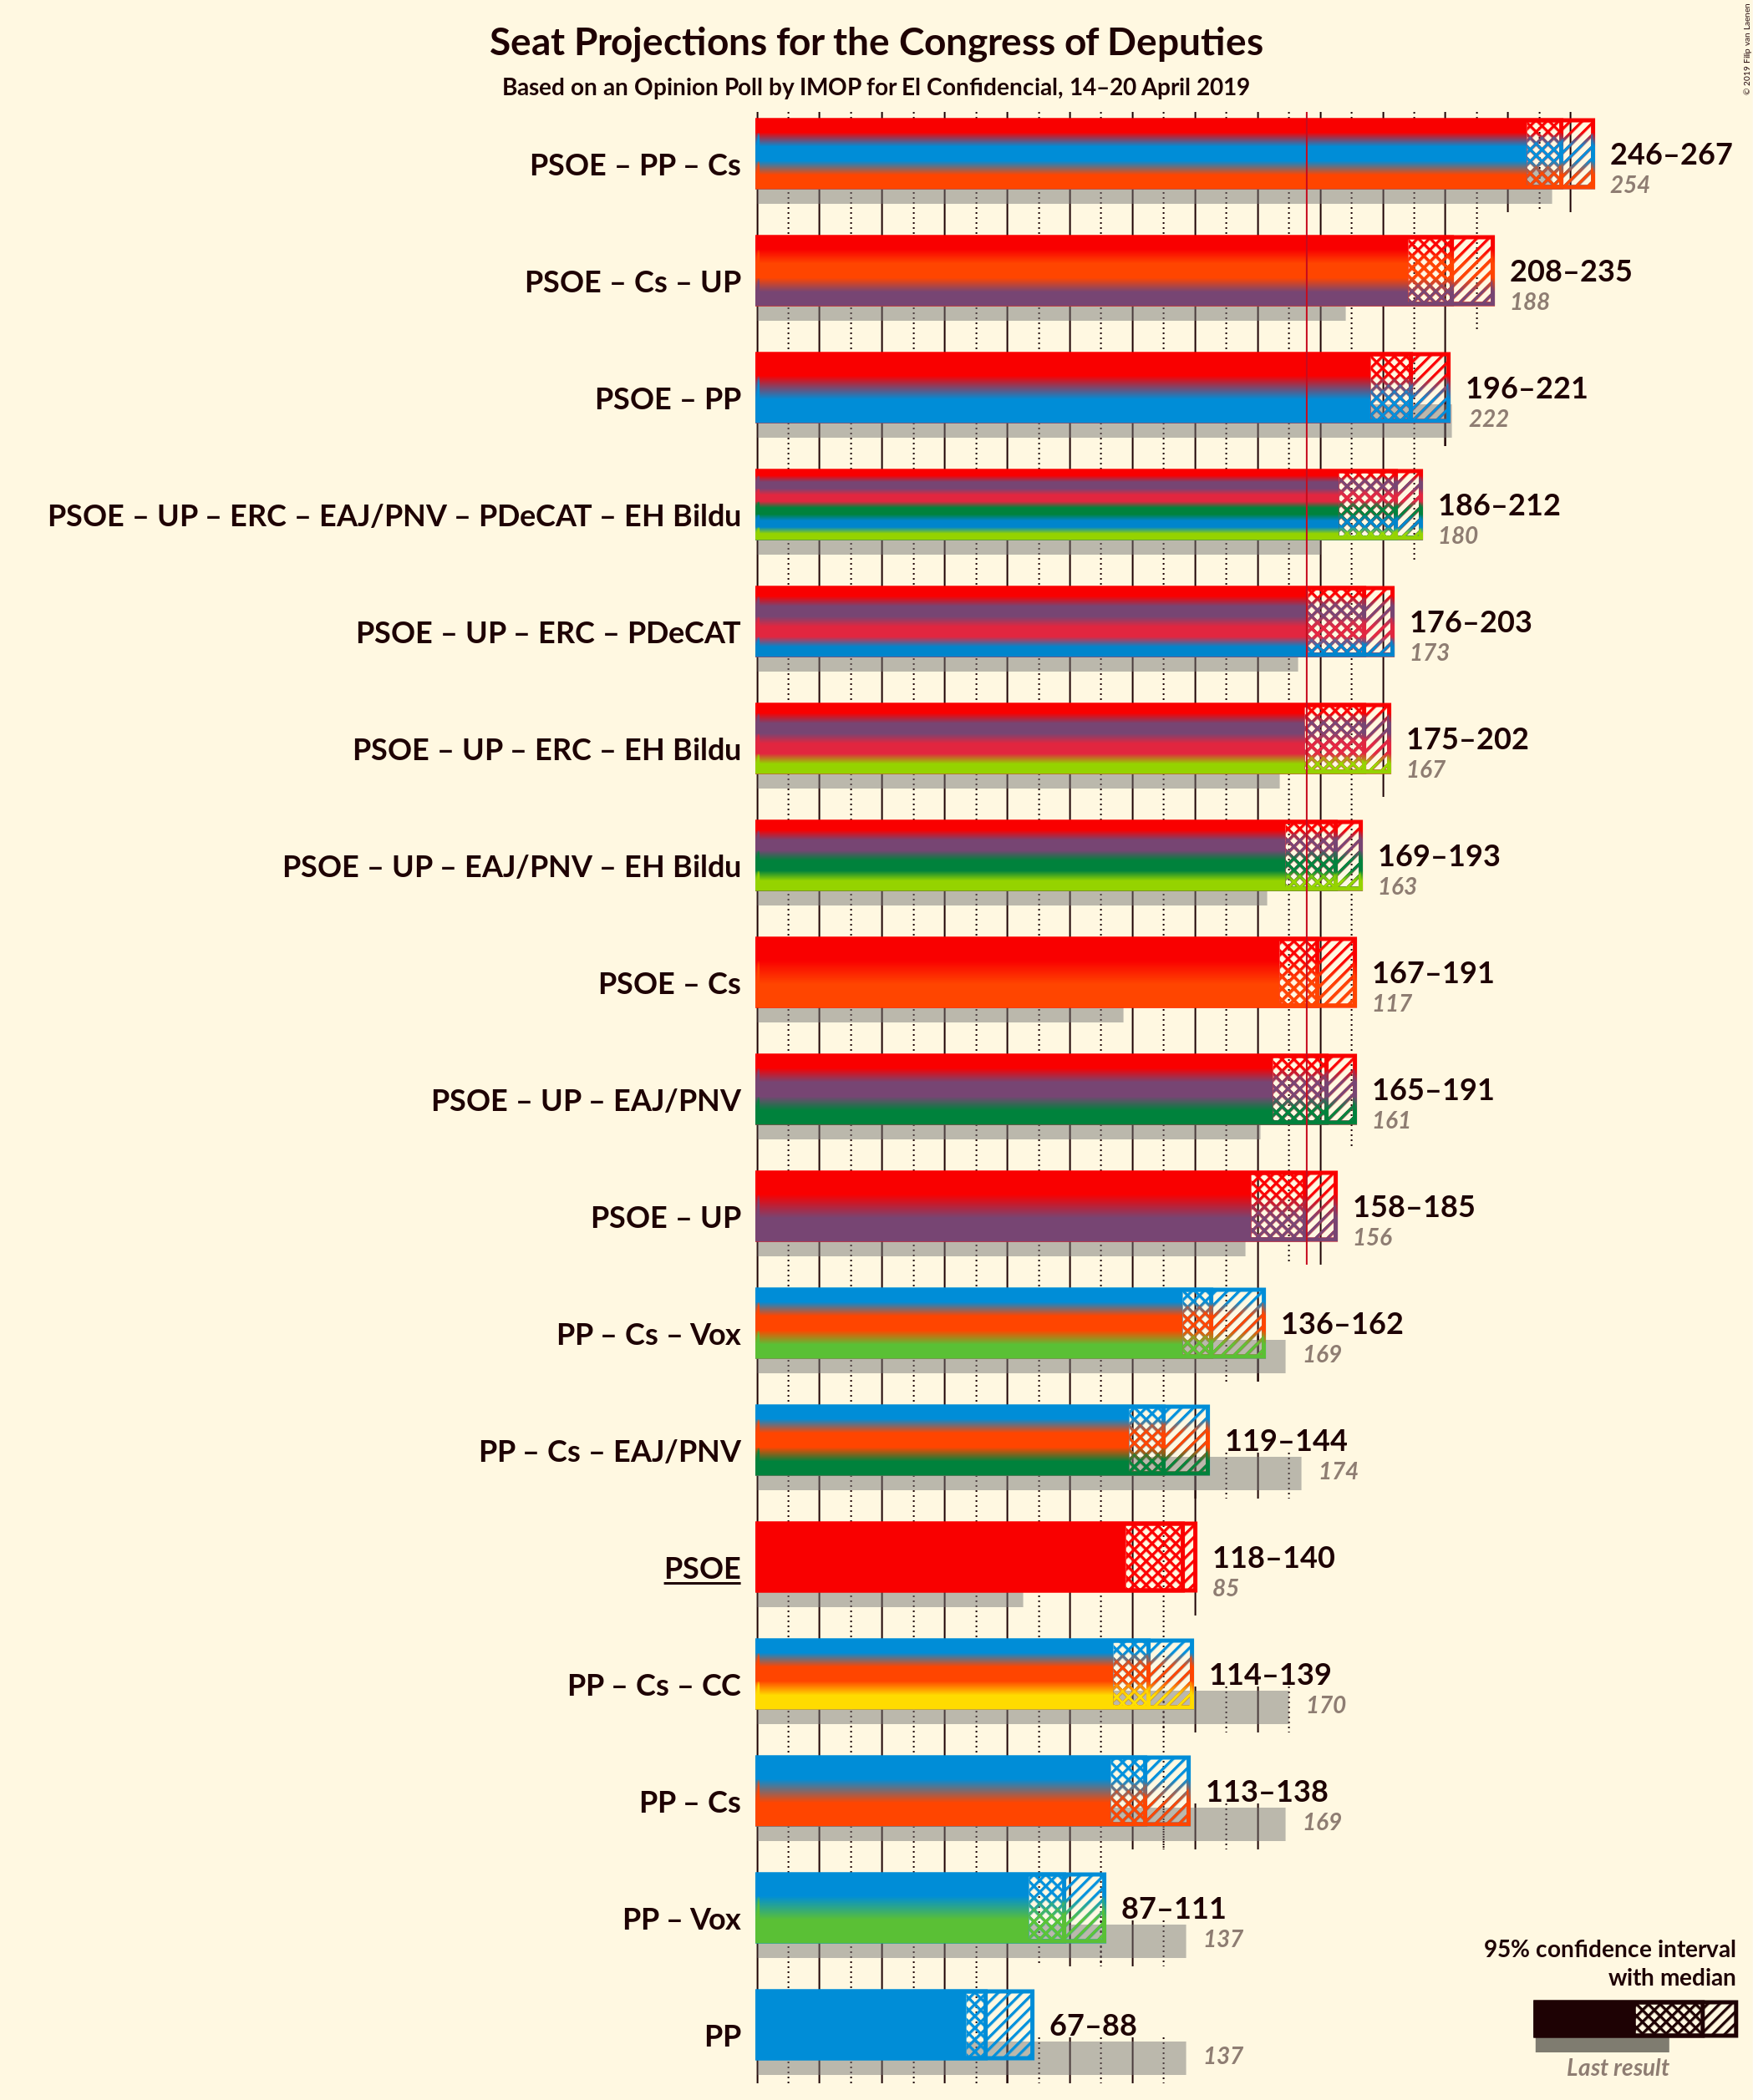 Seat Projections for the Congress of Deputies
Based on an Opinion Poll by IMOP for El Confidencial, 14–20 April 2019
© 2019 Filip van Laenen
PSOE – PP – Cs
246–267
254
PSOE – Cs – UP
208–235
188
PSOE – PP
196–221
222
PSOE – UP – ERC – EAJ/PNV – PDeCAT – EH Bildu
186–212
180
PSOE – UP – ERC – PDeCAT
176–203
173
PSOE – UP – ERC – EH Bildu
175–202
167
PSOE – UP – EAJ/PNV – EH Bildu
169–193
163
PSOE – Cs
167–191
117
PSOE – UP – EAJ/PNV
165–191
161
PSOE – UP
158–185
156
PP – Cs – Vox
136–162
169
PP – Cs – EAJ/PNV
119–144
174
PSOE
118–140
85
PP – Cs – CC
114–139
170
PP – Cs
113–138
169
PP – Vox
87–111
137
PP
67–88
137
95% confidence interval
with median
Last result